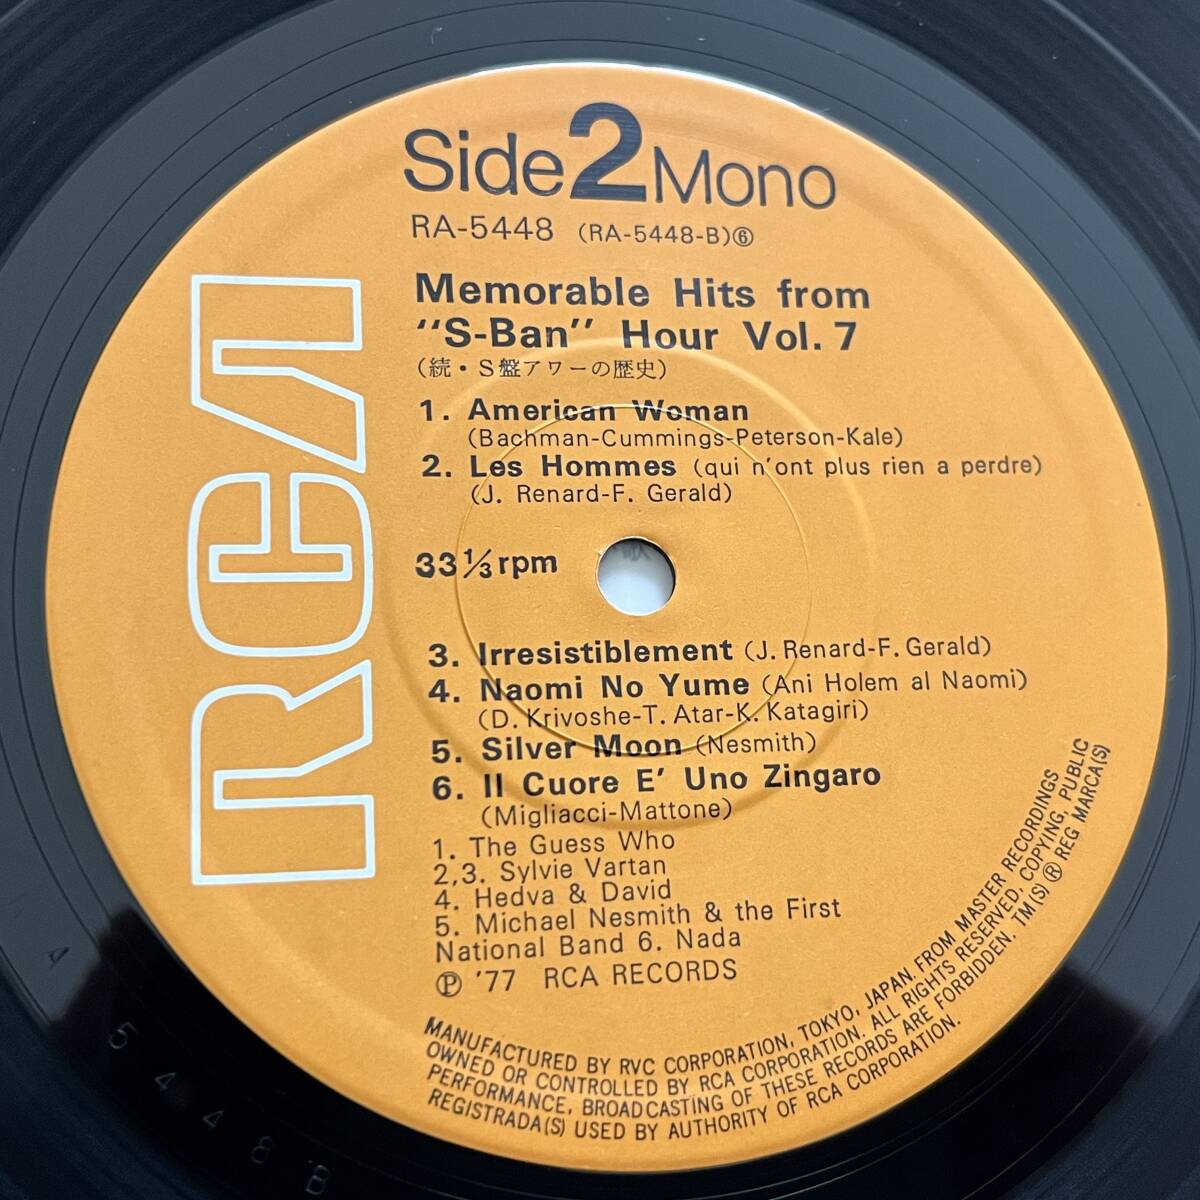 Side 2 Mono
RA-5448 (RA-5448-B)⑥
Memorable Hits from
"S-Ban" Hour Vol. 7
(続・S盤アワーの歴史)
1. American Woman
(Bachman-Cummings-Peterson-Kale)
2. Les Hommes (qui n'ont plus rien a perdre)
(J. Renard-F. Gerald)
33 1/3 rpm
3. Irresistiblement (J. Renard-F. Gerald)
4. Naomi No Yume (Ani Holem al Naomi)
(D. Krivoshe-T. Atar-K. Katagiri)
5. Silver Moon (Nesmith)
6. Il Cuore E' Uno Zingaro
(Migliacci-Mattone)
1. The Guess Who
2,3. Sylvie Vartan
4. Hedva & David
5. Michael Nesmith & the First
National Band 6. Nada
Ⓟ '77 RCA RECORDS
RCA
MANUFACTURED BY RVC CORPORATION, TOKYO, JAPAN. FROM MASTER RECORDINGS
OWNED OR CONTROLLED BY RCA CORPORATION. ALL RIGHTS RESERVED, COPYING, PUBLIC
PERFORMANCE, BROADCASTING OF THESE RECORDS ARE FORBIDDEN. TM(S) ® REG MARCA(S)
REGISTRADA(S) USED BY AUTHORITY OF RCA CORPORATION.
A 5448B